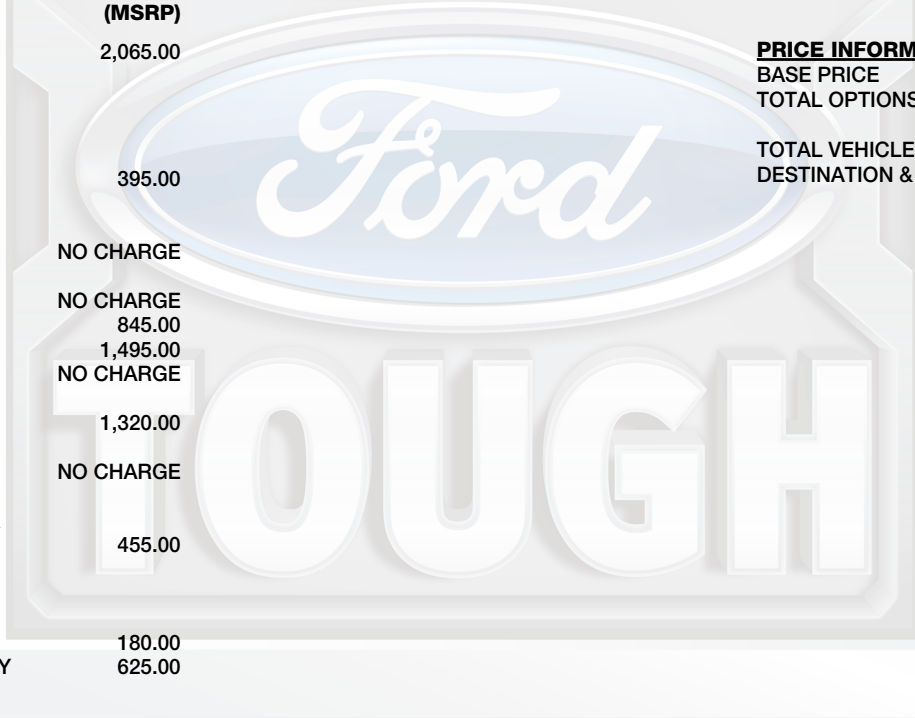 (MSRP)
2,065.00
395.00
NO CHARGE
NO CHARGE
845.00
1,495.00
NO CHARGE
1,320.00
NO CHARGE
455.00
180.00
Y 625.00
PRICE INFORM
BASE PRICE
TOTAL OPTIONS
TOTAL VEHICLE
DESTINATION &
Ford
TOUGH